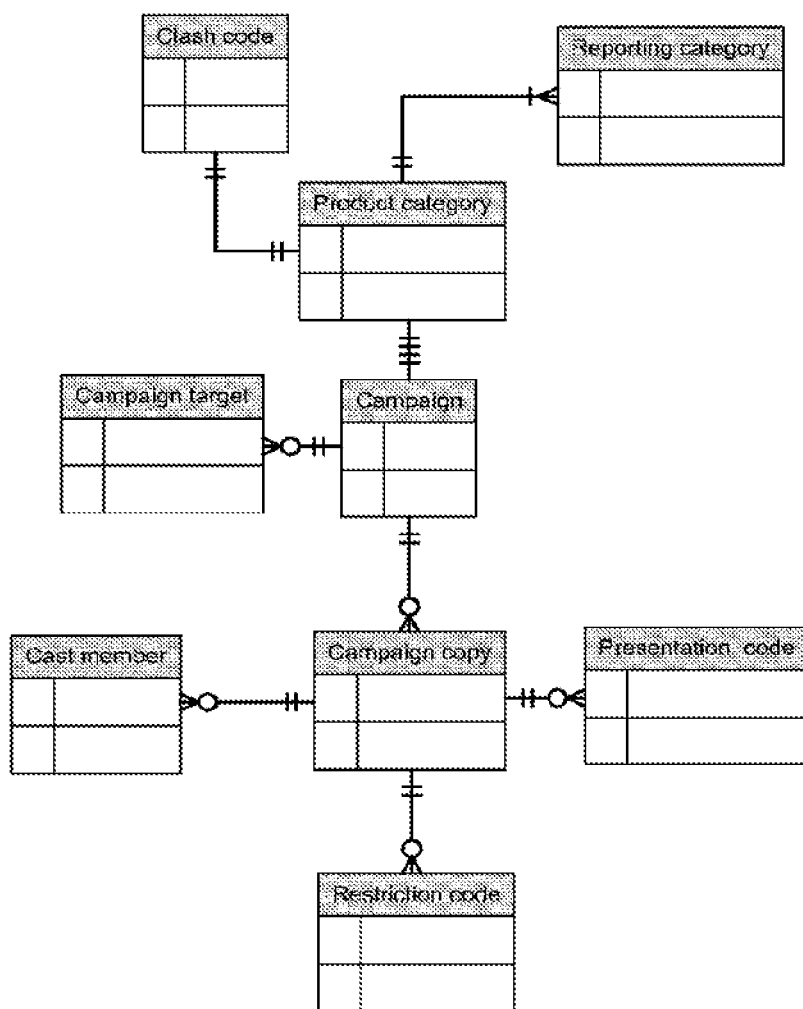 Clash code
Reporting category
Product category
Campaign target
Campaign
Cast member
Campaign copy
Presentation code
Restriction code